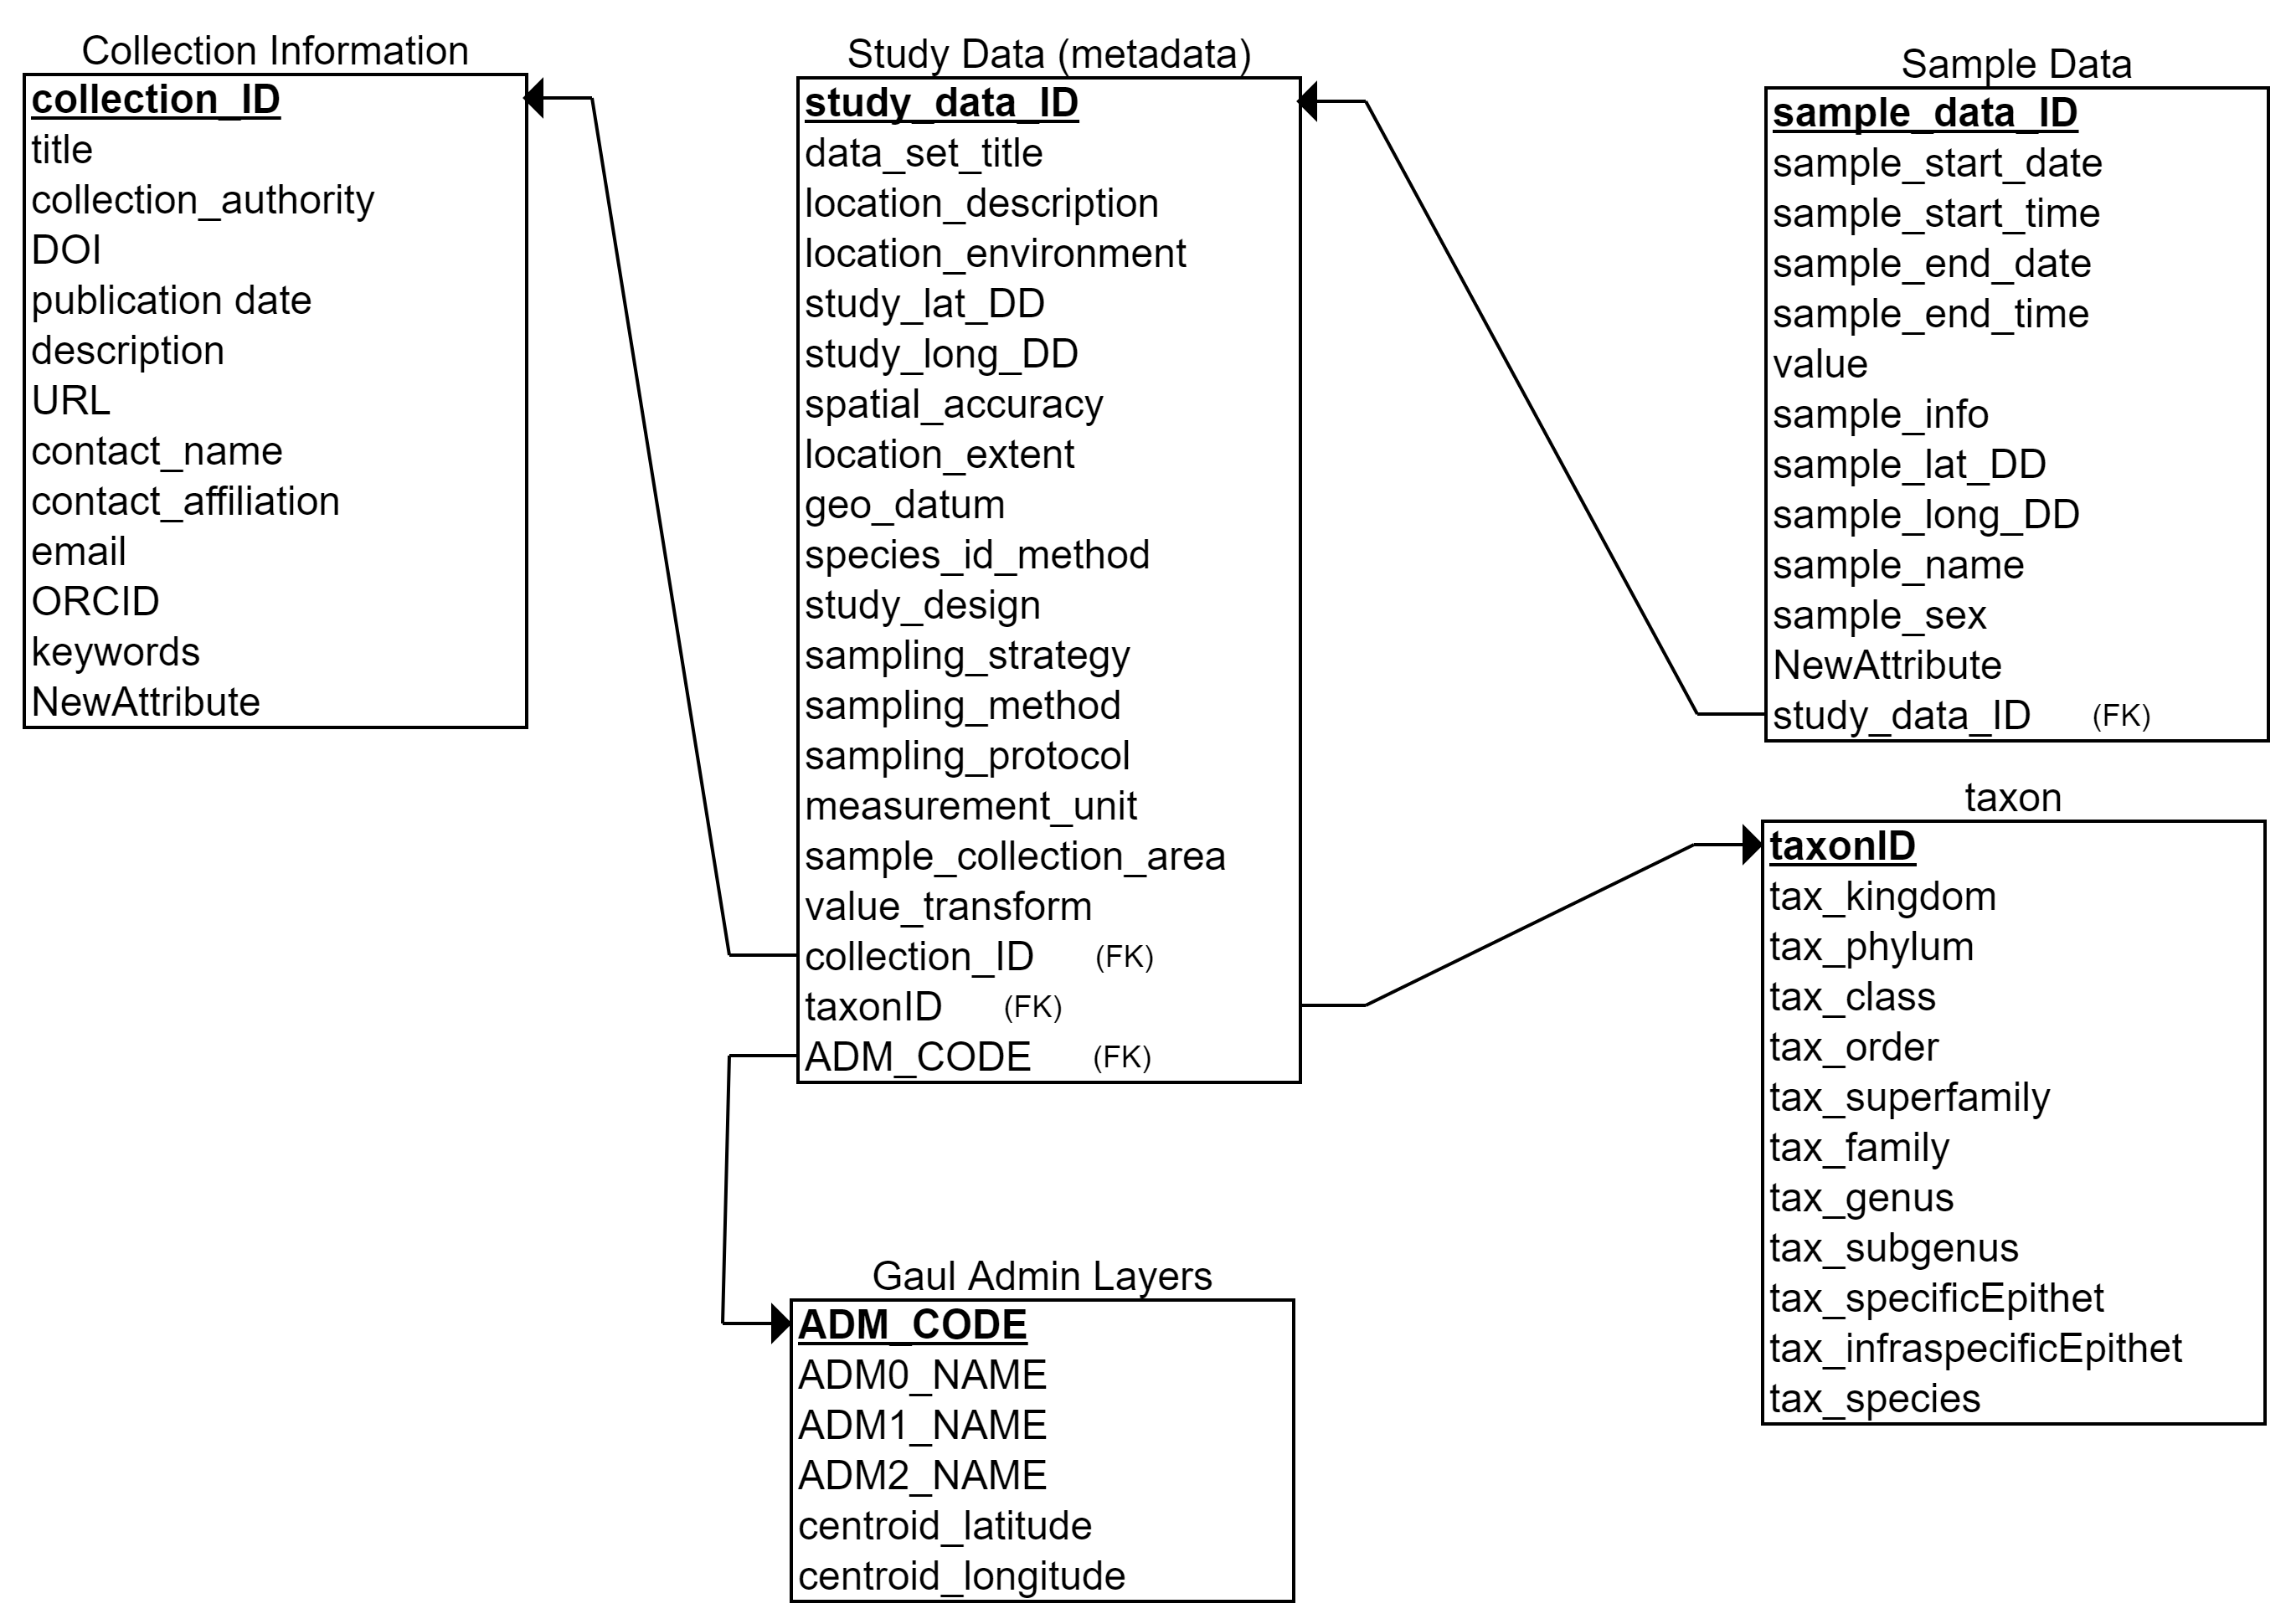 Collection Information
collection_ID
title
collection_authority
DOI
publication date
description
URL
contact_name
contact_affiliation
email
ORCID
keywords
NewAttribute
Study Data (metadata)
study_data_ID
data_set_title
location_description
location_environment
study_lat_DD
study_long_DD
spatial_accuracy
location_extent
geo_datum
species_id_method
study_design
sampling_strategy
sampling_method
sampling_protocol
measurement_unit
sample_collection_area
value_transform
collection_ID (FK)
taxonID (FK)
ADM_CODE (FK)
Sample Data
sample_data_ID
sample_start_date
sample_start_time
sample_end_date
sample_end_time
value
sample_info
sample_lat_DD
sample_long_DD
sample_name
sample_sex
NewAttribute
study_data_ID (FK)
taxon
taxonID
tax_kingdom
tax_phylum
tax_class
tax_order
tax_superfamily
tax_family
tax_genus
tax_subgenus
tax_specificEpithet
tax_infraspecificEpithet
tax_species
Gaul Admin Layers
ADM_CODE
ADM0_NAME
ADM1_NAME
ADM2_NAME
centroid_latitude
centroid_longitude